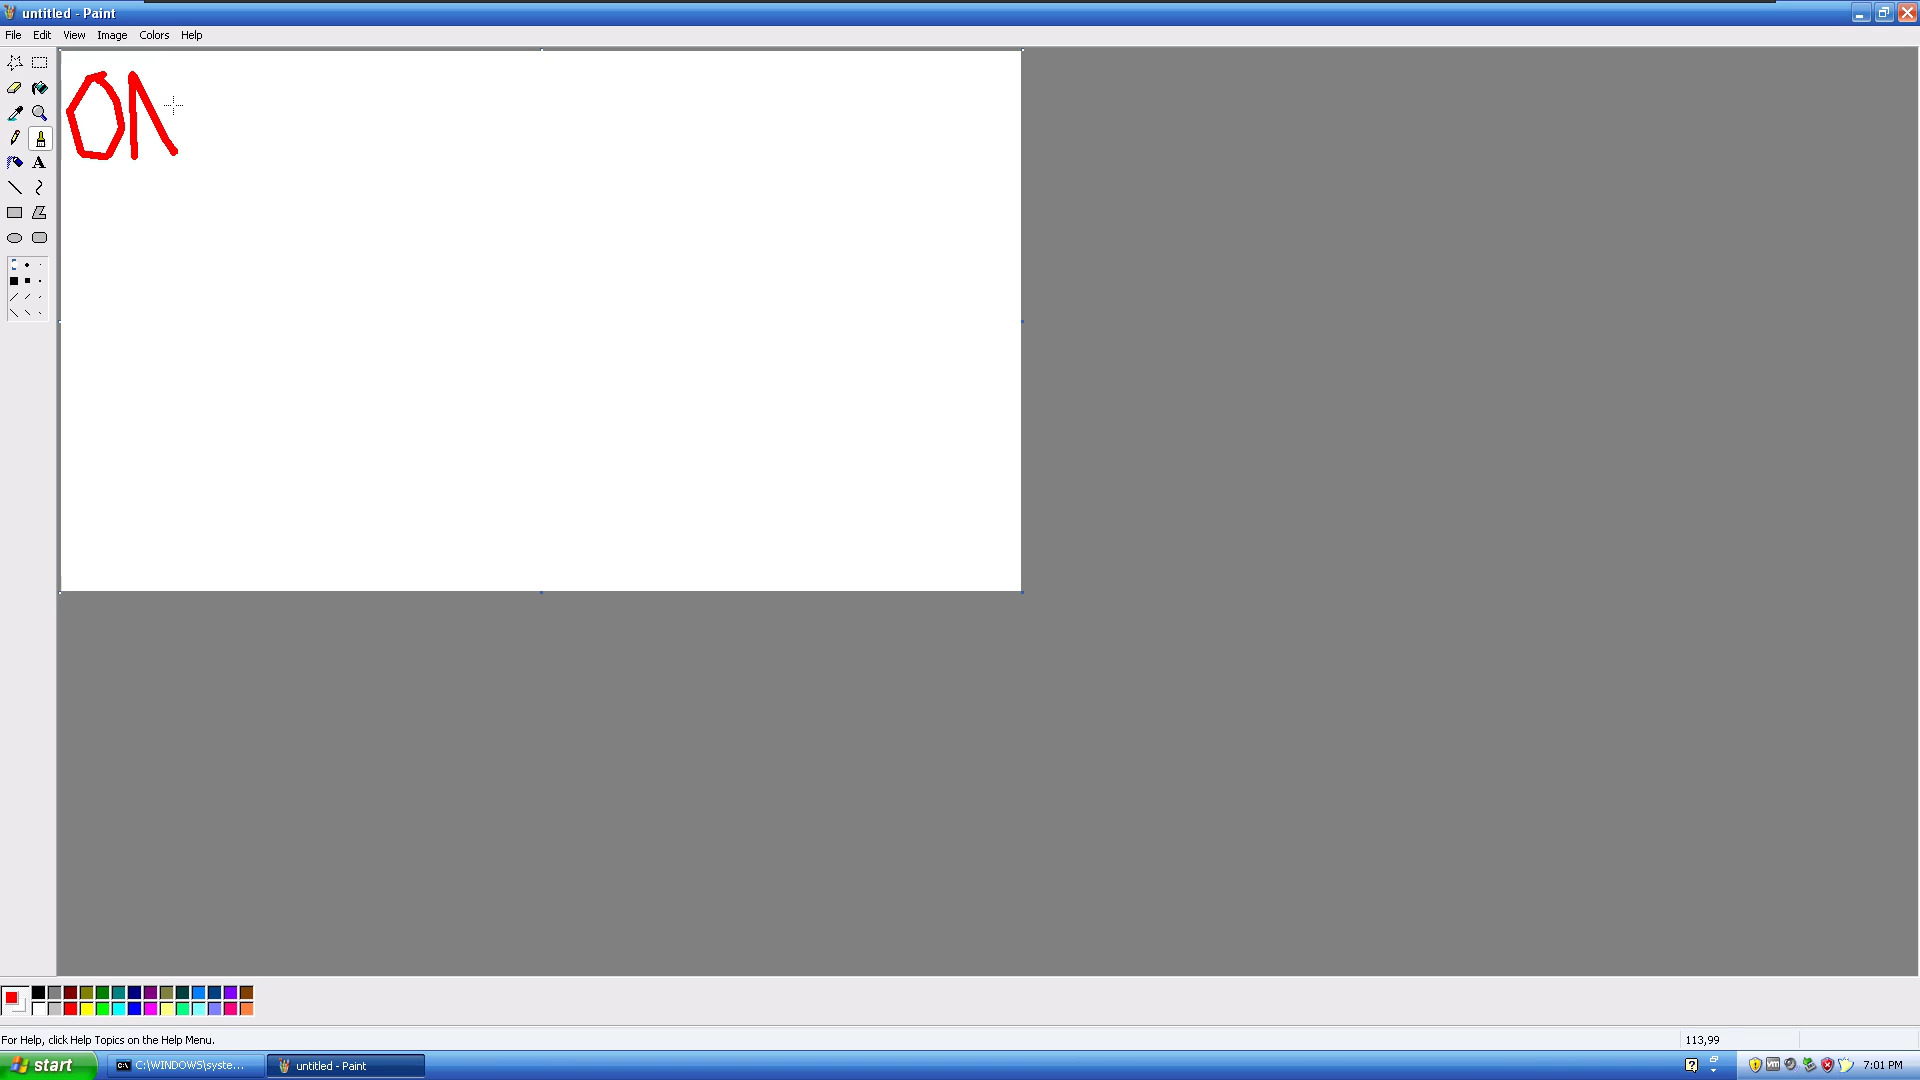 untitled - Paint
File Edit View Image Colors Help
A
For Help, click Help Topics on the Help Menu.
113,99
start C:\WINDOWS\syste... untitled - Paint 7:01 PM